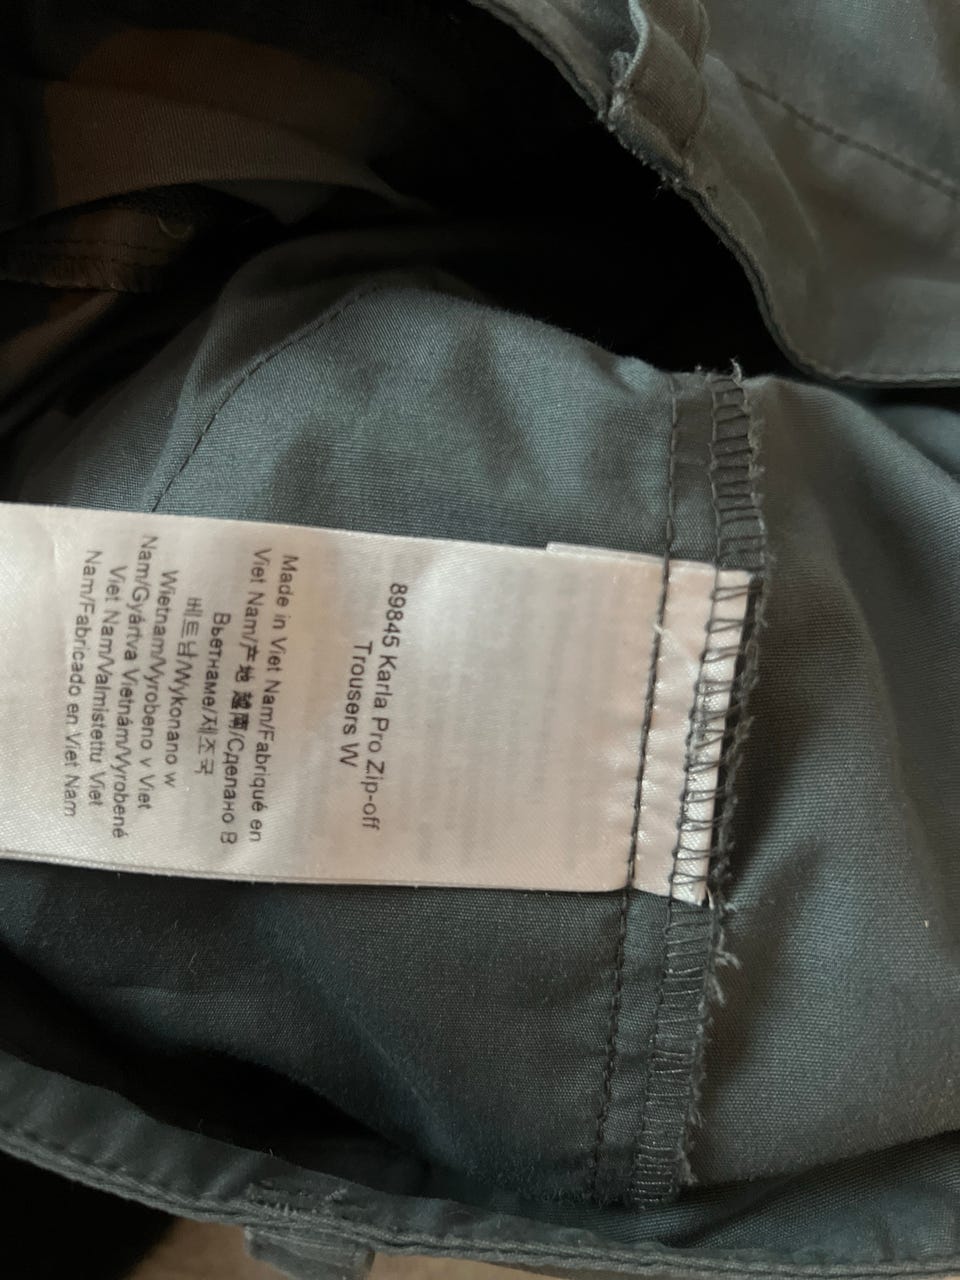 89845 Karla Pro Zip-off
Trousers W
Made in Viet Nam/Fabriqué en
Viet Nam/产地 越南/Сделано В
Вьетнаме/제조국
베트남/Wykonano w
Wietnam/Vyrobeno v Viet
Nam/Gyártva Vietnám/Vyrobené
Viet Nam/Valmistettu Viet
Nam/Fabricado en Viet Nam